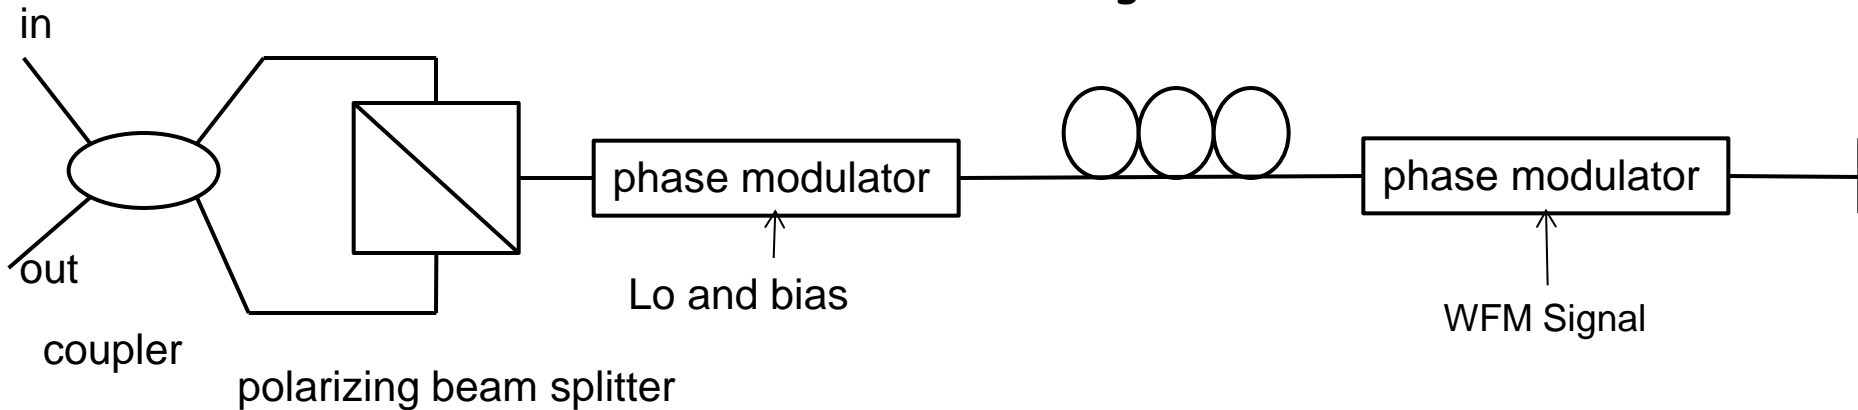 in
phase modulator
phase modulator
out
Lo and bias
WFM Signal
coupler
polarizing beam splitter